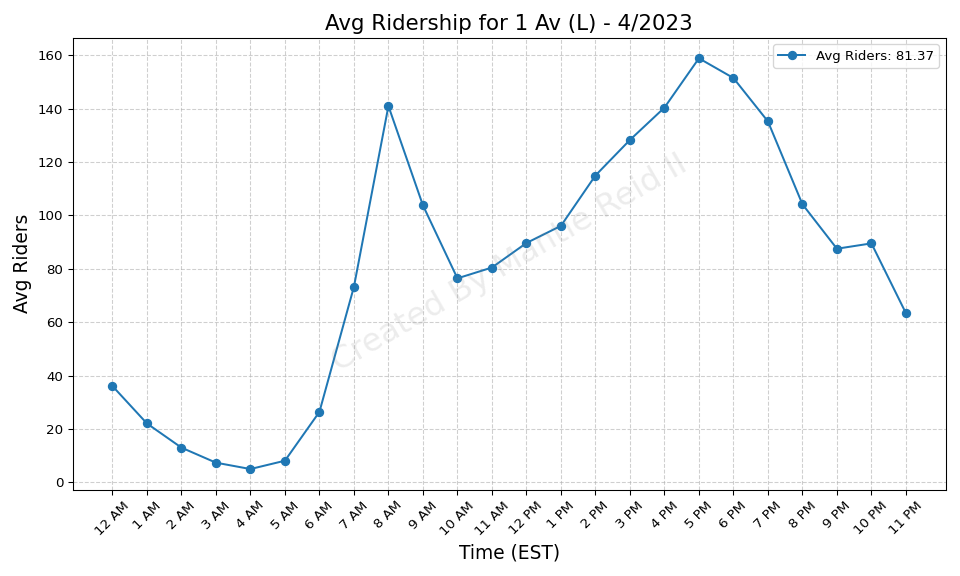 Avg Ridership for 1 Av (L) - 4/2023
Avg Riders: 81.37
160
140
120
100
80
60
40
20
0
Avg Riders
Created By Mantle Reid II
12 AM
1 AM
2 AM
3 AM
4 AM
5 AM
6 AM
7 AM
8 AM
9 AM
10 AM
11 AM
12 PM
1 PM
2 PM
3 PM
4 PM
5 PM
6 PM
7 PM
8 PM
9 PM
10 PM
11 PM
Time (EST)